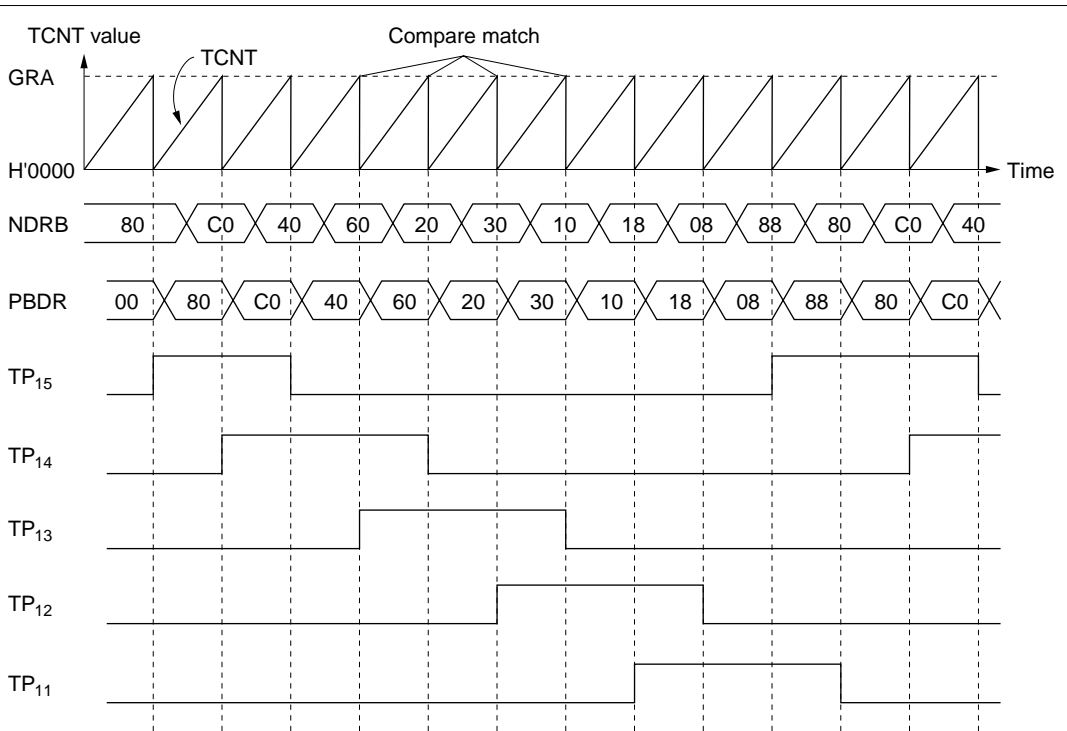 TCNT value
Compare match
TCNT
GRA
H'0000
Time
NDRB 80 C0 40 60 20 30 10 18 08 88 80 C0 40
PBDR 00 80 C0 40 60 20 30 10 18 08 88 80 C0
TP15
TP14
TP13
TP12
TP11